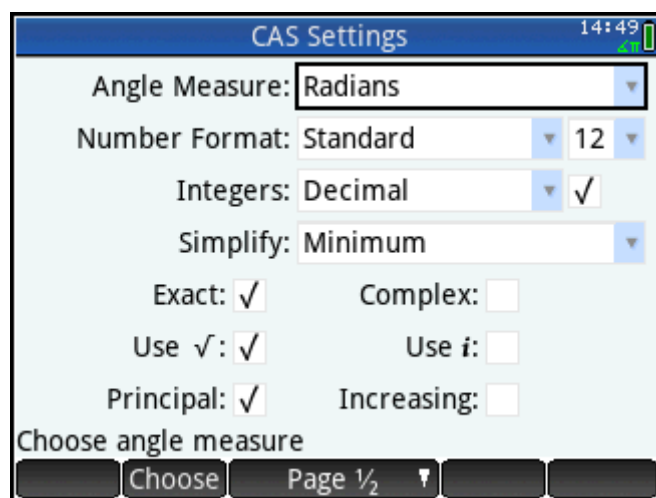 CAS Settings 14:49
∡π
Angle Measure: Radians
Number Format: Standard 12
Integers: Decimal √
Simplify: Minimum
Exact: √ Complex:
Use √: √ Use i:
Principal: √ Increasing:
Choose angle measure
Choose Page ½